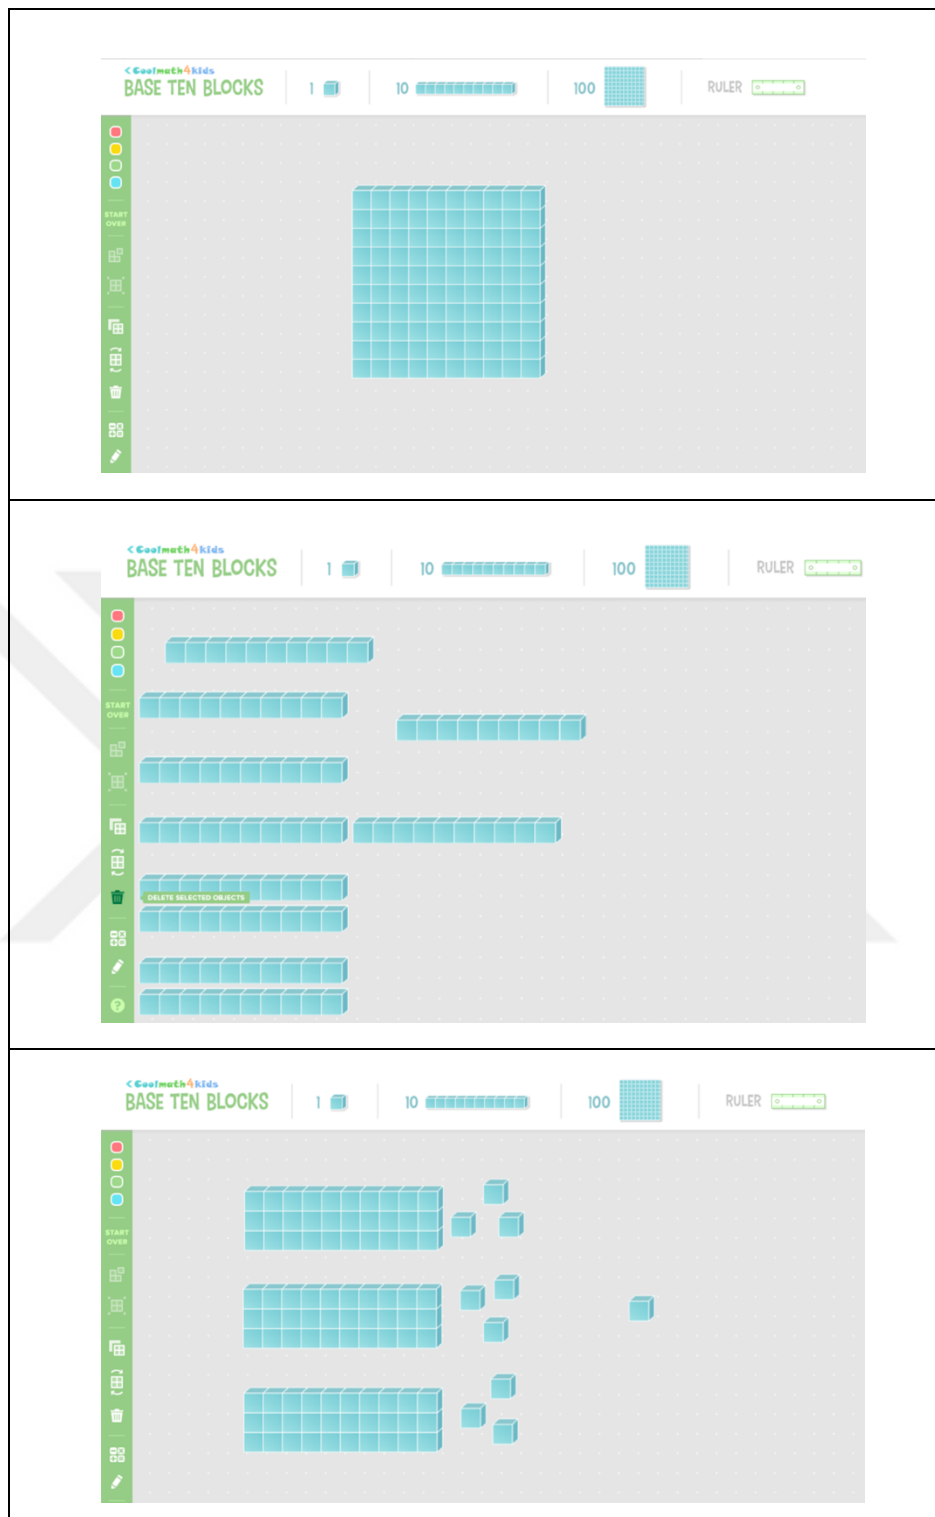 < Coolmath4kids
BASE TEN BLOCKS
1
10
100
RULER
START
OVER
< Coolmath4kids
BASE TEN BLOCKS
1
10
100
RULER
START
OVER
DELETE SELECTED OBJECTS
?
< Coolmath4kids
BASE TEN BLOCKS
1
10
100
RULER
START
OVER